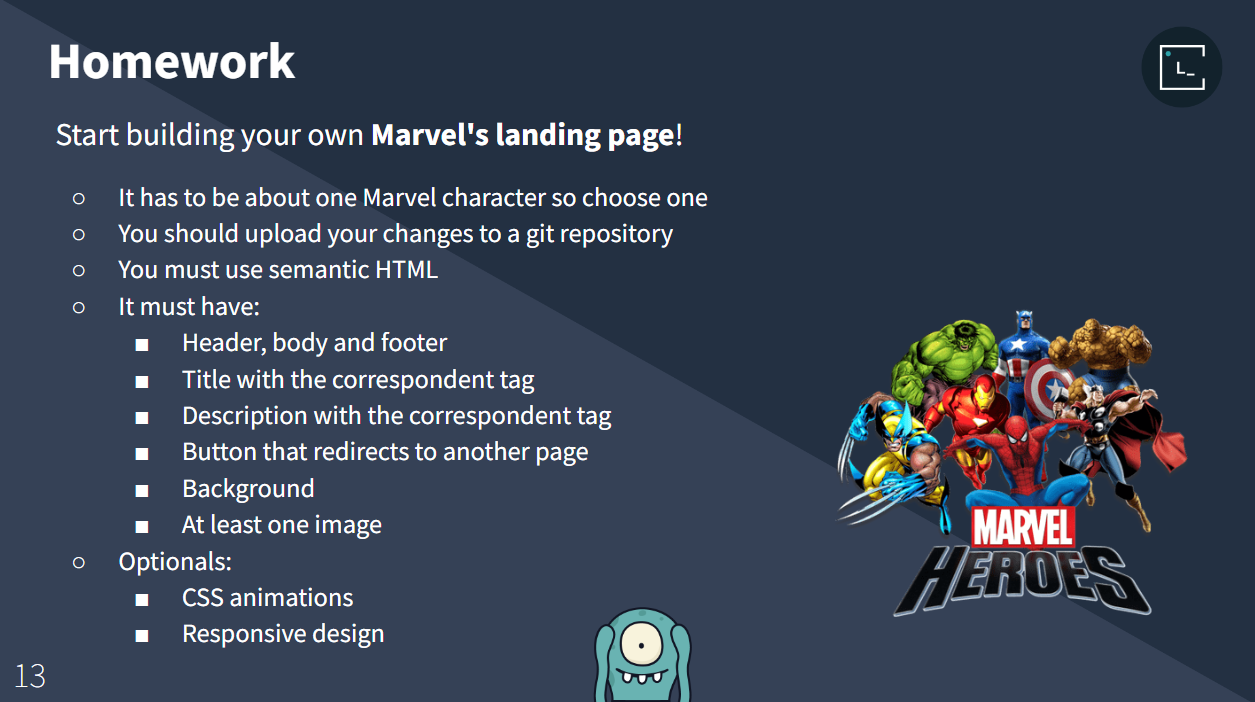 Homework
L_
Start building your own Marvel's landing page!
○ It has to be about one Marvel character so choose one
○ You should upload your changes to a git repository
○ You must use semantic HTML
○ It must have:
■ Header, body and footer
■ Title with the correspondent tag
■ Description with the correspondent tag
■ Button that redirects to another page
■ Background
■ At least one image
○ Optionals:
■ CSS animations
■ Responsive design
MARVEL
HEROES
13